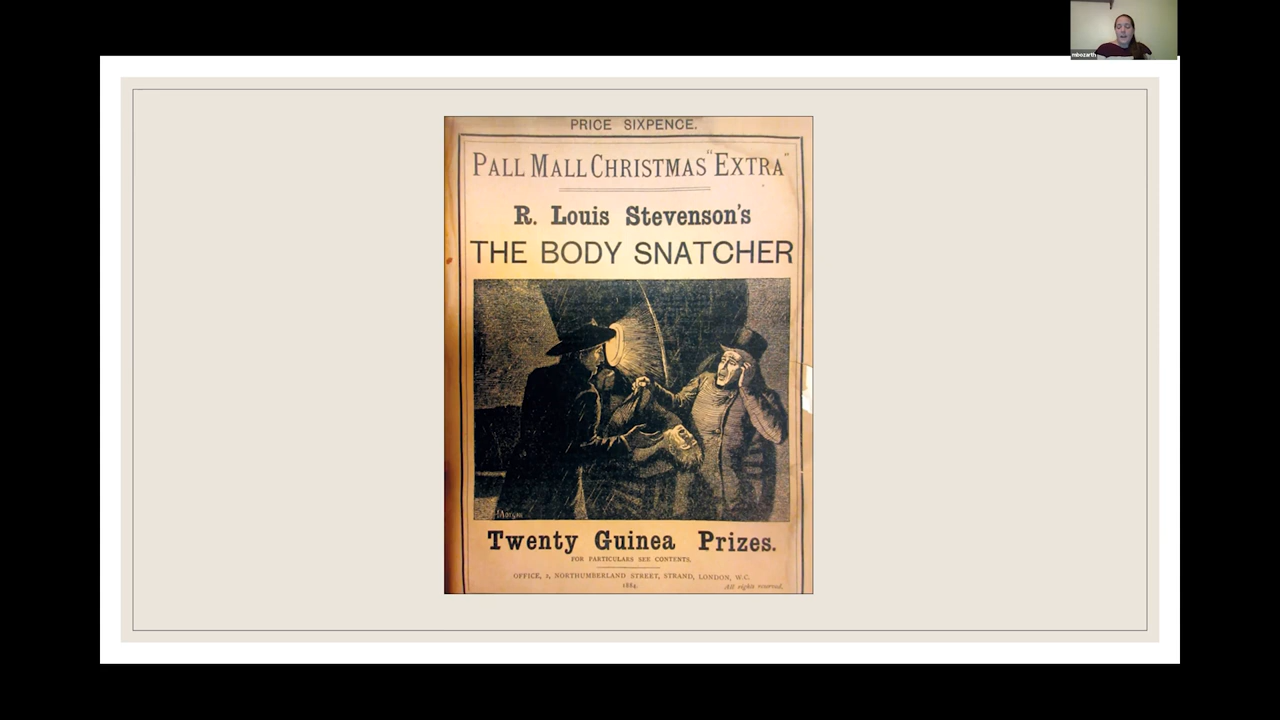 mbozarth
PRICE SIXPENCE.
PALL MALL CHRISTMAS "EXTRA"
R. Louis Stevenson's
THE BODY SNATCHER
Twenty Guinea Prizes.
FOR PARTICULARS SEE CONTENTS.
OFFICE, 2, NORTHUMBERLAND STREET, STRAND, LONDON, W.C.
1884.
All rights reserved.